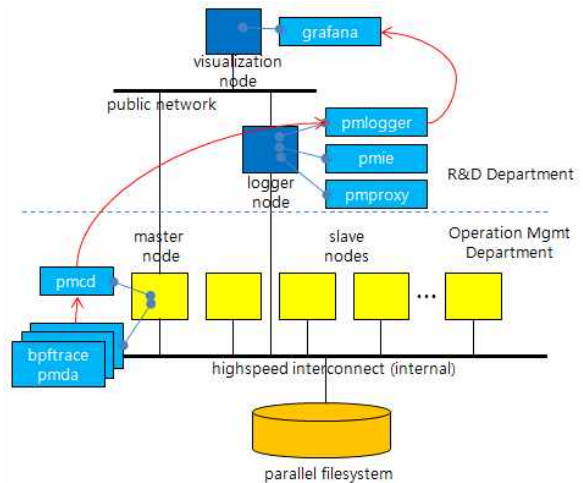 grafana
visualization
node
public network
pmlogger
pmie
pmproxy
logger
node
R&D Department
master
node
slave
nodes
Operation Mgmt
Department
pmcd
...
bpftrace
pmda
highspeed interconnect (internal)
parallel filesystem